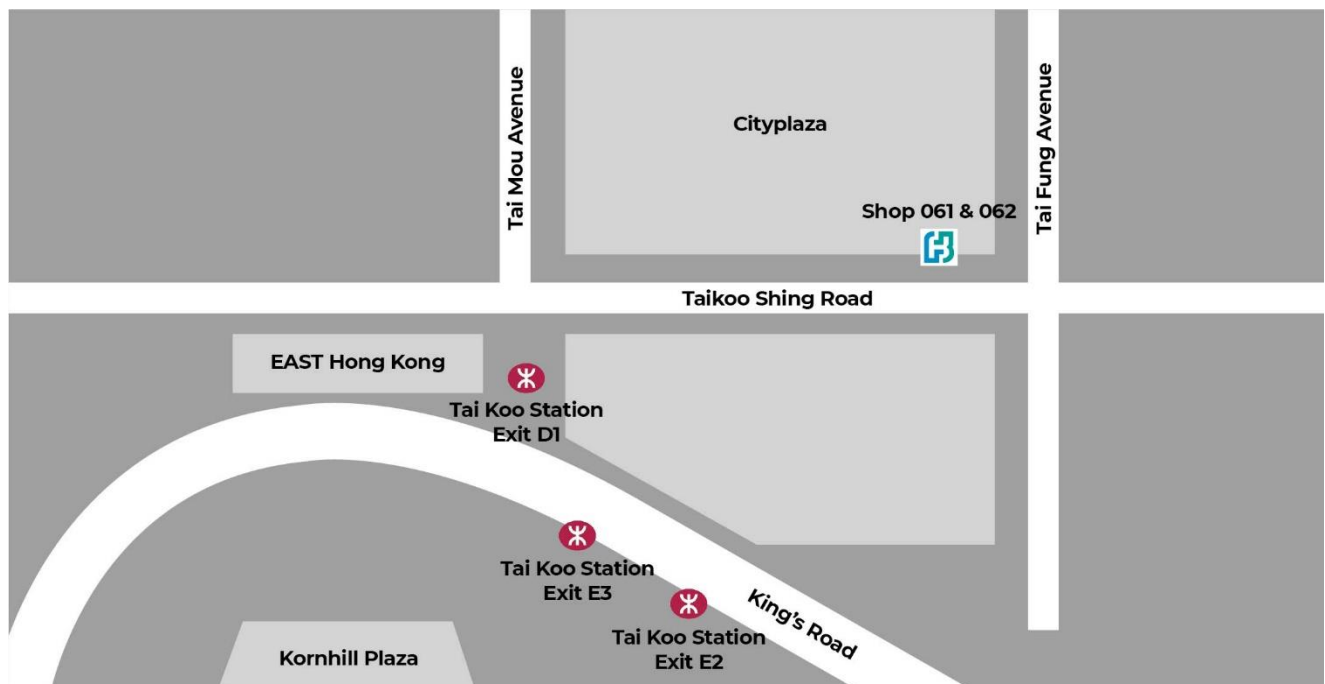 Tai Mou Avenue
Cityplaza
Tai Fung Avenue
Shop 061 & 062
Taikoo Shing Road
EAST Hong Kong
Tai Koo Station
Exit D1
Tai Koo Station
Exit E3
Tai Koo Station
Exit E2
King's Road
Kornhill Plaza